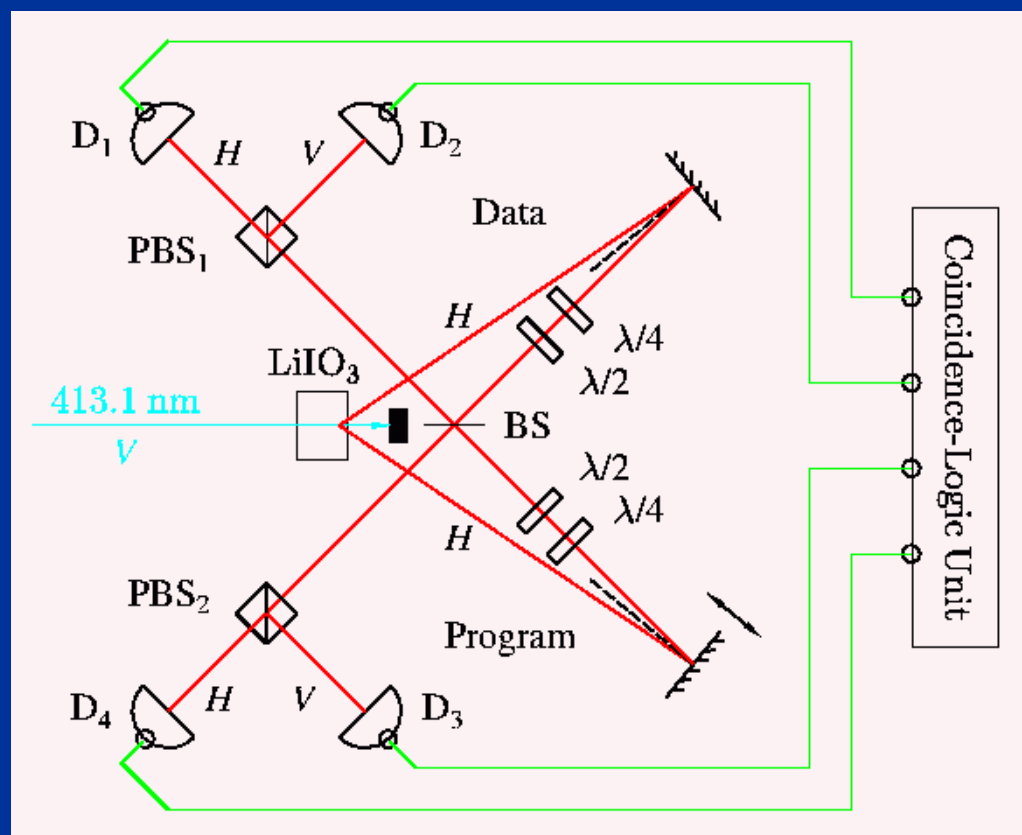 D₁
H
V
D₂
PBS₁
Data
H
λ/4
λ/2
LiIO₃
413.1 nm
V
BS
λ/2
λ/4
H
PBS₂
Program
D₄
H
V
D₃
Coincidence-Logic Unit